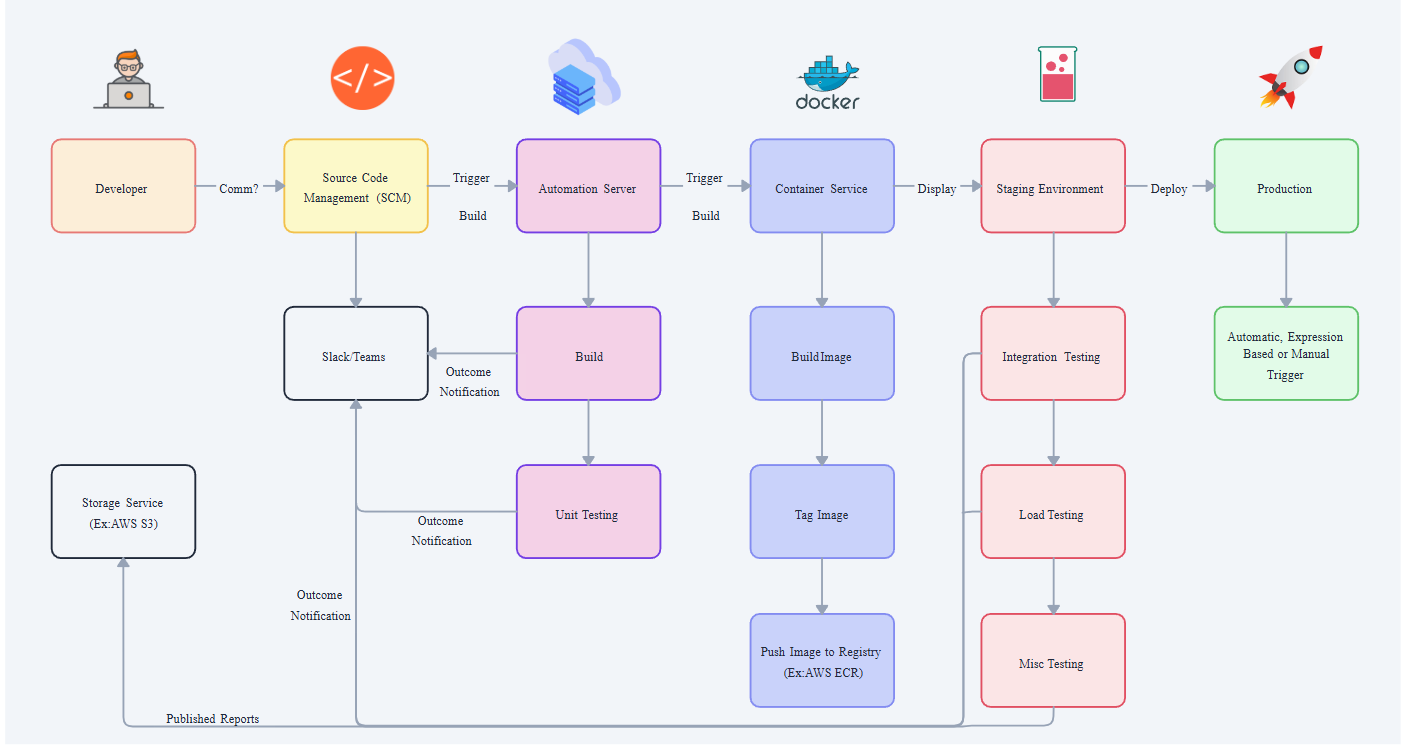 docker
Developer
Comm?
Source Code
Management (SCM)
Trigger
Build
Automation Server
Trigger
Build
Container Service
Display
Staging Environment
Deploy
Production
Slack/Teams
Outcome
Notification
Build
BuildImage
Integration Testing
Automatic, Expression
Based or Manual
Trigger
Storage Service
(Ex:AWS S3)
Outcome
Notification
Unit Testing
Tag Image
Load Testing
Outcome
Notification
Push Image to Registry
(Ex:AWS ECR)
Misc Testing
Published Reports